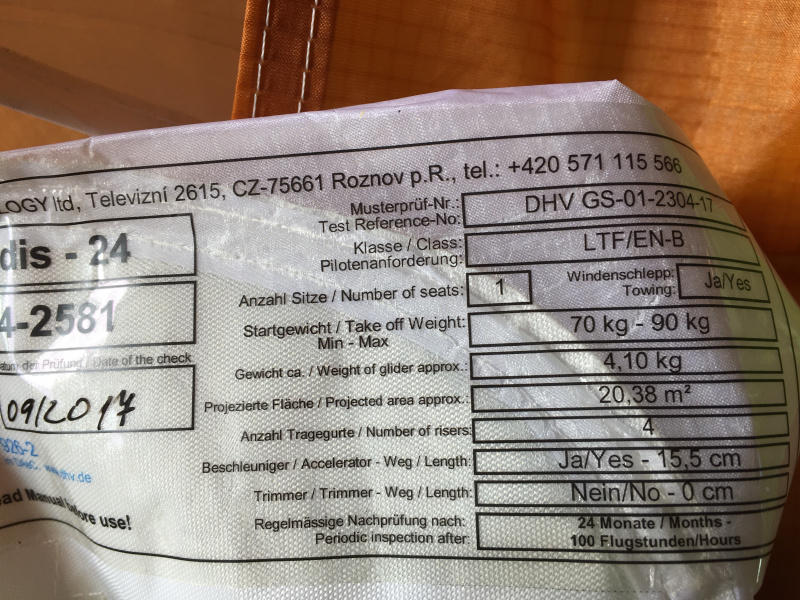 OGY ltd, Televizní 2615, CZ-75661 Roznov p.R., tel.: +420 571 115 566
dis - 24
4-2581
Date of the check
09/2017
926-2
Read Manual before use!
Musterprüf-Nr.: DHV GS-01-2304-17
Test Reference-No:
Klasse / Class: LTF/EN-B
Pilotenanforderung:
Anzahl Sitze / Number of seats: 1
Windenschlepp: Ja/Yes
Towing:
Startgewicht / Take off Weight: 70 kg - 90 kg
Min - Max
Gewicht ca. / Weight of glider approx.: 4,10 kg
Projezierte Fläche / Projected area approx.: 20,38 m²
Anzahl Tragegurte / Number of risers: 4
Beschleuniger / Accelerator - Weg / Length: Ja/Yes - 15,5 cm
Trimmer / Trimmer - Weg / Length: Nein/No - 0 cm
Regelmässige Nachprüfung nach: 24 Monate / Months -
Periodic inspection after: 100 Flugstunden/Hours